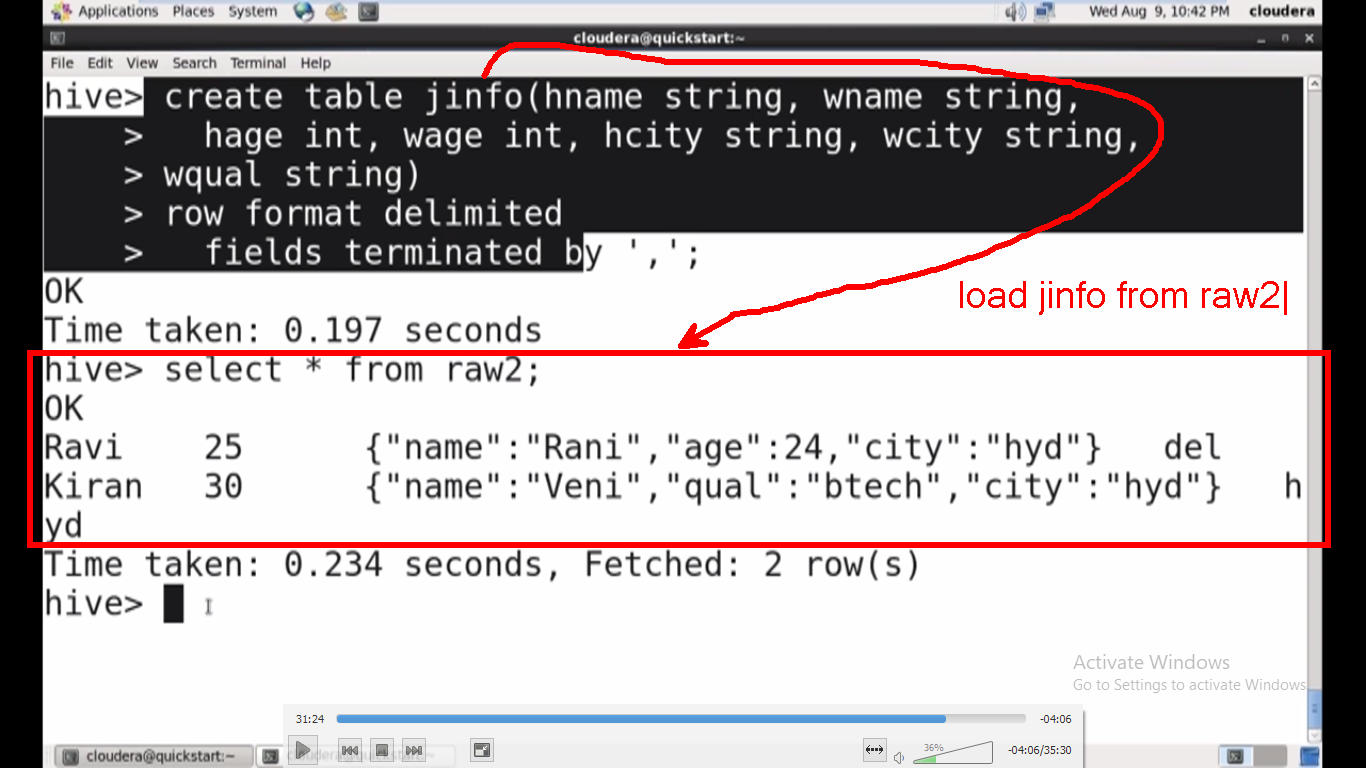 Applications Places System Wed Aug 9, 10:42 PM cloudera
cloudera@quickstart:~
File Edit View Search Terminal Help
hive> create table jinfo(hname string, wname string,
> hage int, wage int, hcity string, wcity string,
> wqual string)
> row format delimited
> fields terminated by ',';
OK
load jinfo from raw2|
Time taken: 0.197 seconds
hive> select * from raw2;
OK
Ravi 25 {"name":"Rani","age":24,"city":"hyd"} del
Kiran 30 {"name":"Veni","qual":"btech","city":"hyd"} h
yd
Time taken: 0.234 seconds, Fetched: 2 row(s)
hive>
Activate Windows
Go to Settings to activate Windows
31:24 -04:06
36% -04:06/35:30
cloudera@quickstart:~ cloudera@quickstart:~